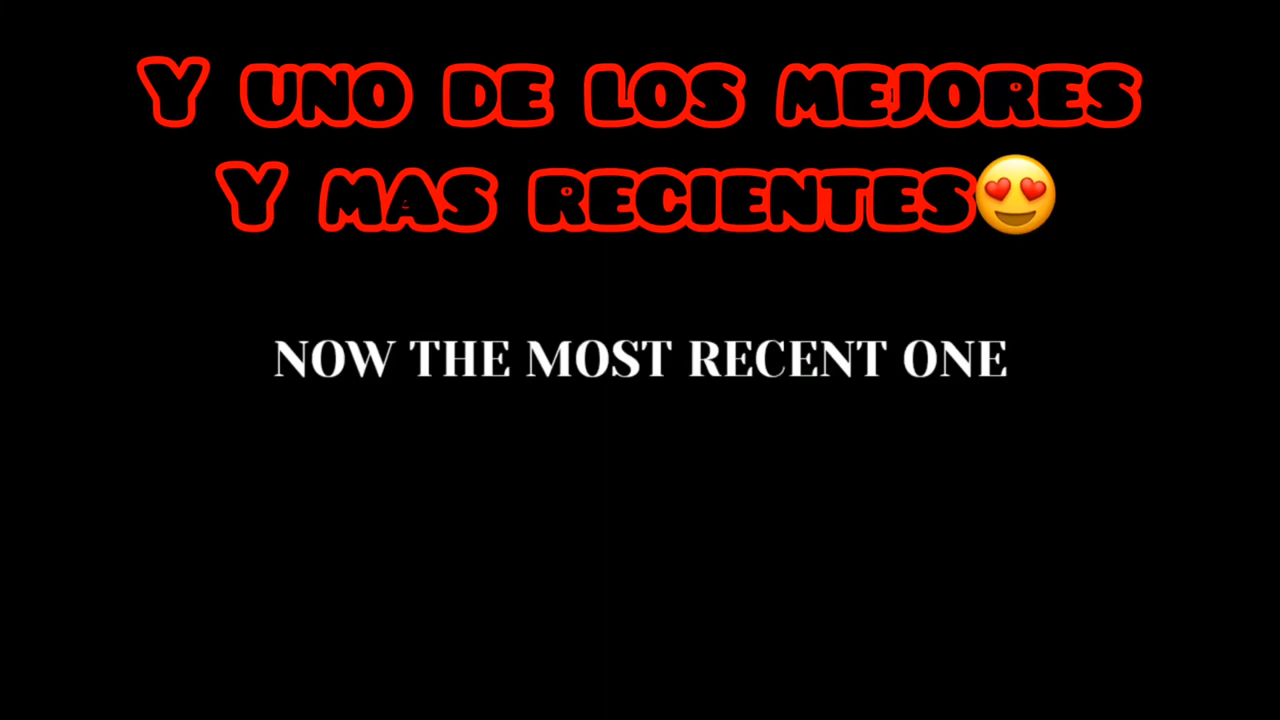 Y UNO DE LOS MEJORES
Y MAS RECIENTES😍
NOW THE MOST RECENT ONE